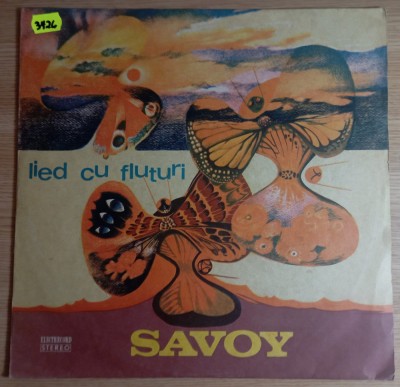 3426
lied cu fluturi
ELECTRECORD
STEREO
SAVOY